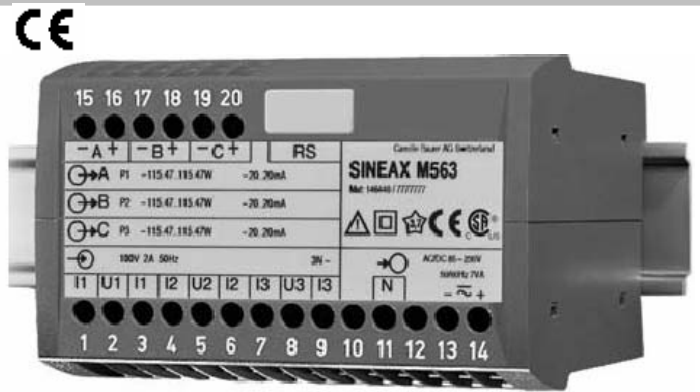 CE
15 16 17 18 19 20
- A + - B + - C + RS
Camille Bauer AG Switzerland
A P1 -115.47..115.47W -20..20mA
SINEAX M563
B P2 -115.47..115.47W -20..20mA
C P3 -115.47..115.47W -20..20mA
CE
100V 2A 50Hz 3N ~
AC/DC 85 – 230V
50/60Hz 7VA
I1 U1 I1 I2 U2 I2 I3 U3 I3 N = ~ +
1 2 3 4 5 6 7 8 9 10 11 12 13 14